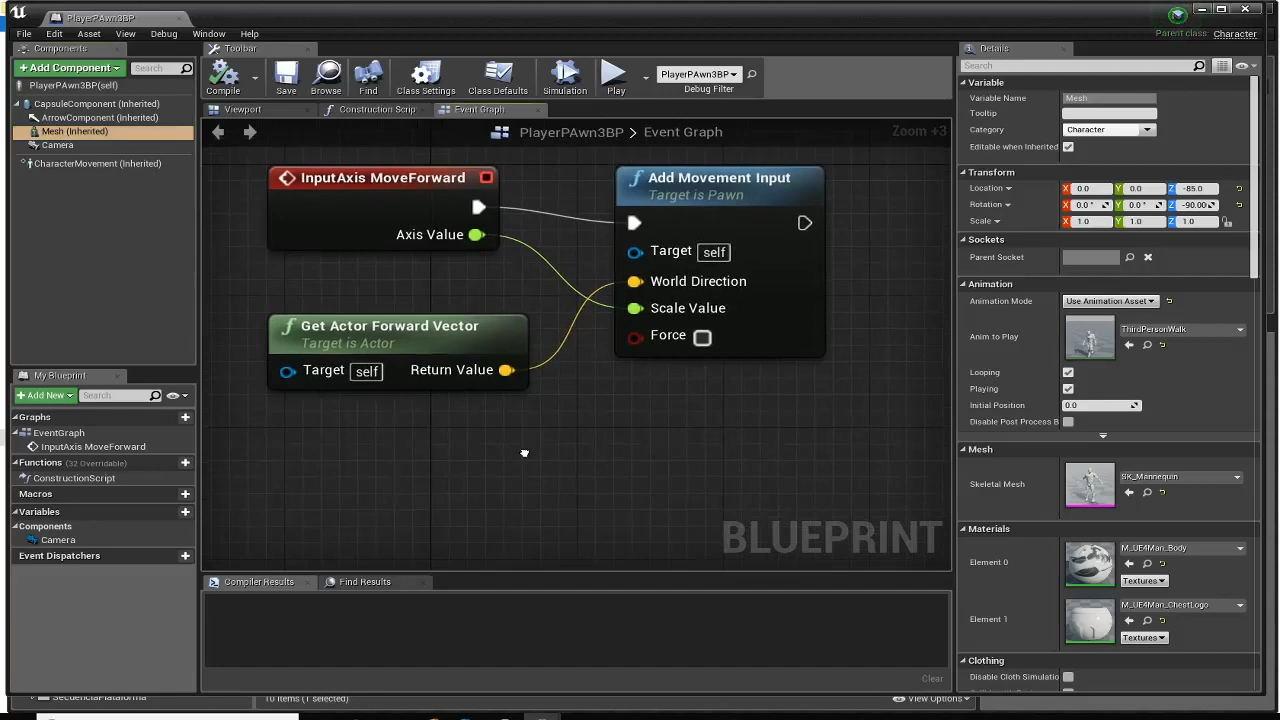 PlayerPAwn3BP
File Edit Asset View Debug Window Help
Parent class: Character
Components
+ Add Component
Search
PlayerPAwn3BP(self)
CapsuleComponent (Inherited)
ArrowComponent (Inherited)
Mesh (Inherited)
Camera
CharacterMovement (Inherited)
My Blueprint
+ Add New
Search
Graphs
EventGraph
InputAxis MoveForward
Functions (32 Overridable)
ConstructionScript
Macros
Variables
Components
Camera
Event Dispatchers
Toolbar
Compile
Save
Browse
Find
Class Settings
Class Defaults
Simulation
Play
PlayerPAwn3BP
Debug Filter
Viewport
Construction Scrip
Event Graph
PlayerPAwn3BP Event Graph
Zoom +3
InputAxis MoveForward
Axis Value
Get Actor Forward Vector
Target is Actor
Target self
Return Value
Add Movement Input
Target is Pawn
Target self
World Direction
Scale Value
Force
BLUEPRINT
Compiler Results
Find Results
Clear
Details
Search
Variable
Variable Name Mesh
Tooltip
Category Character
Editable when Inherited
Transform
Location X 0.0 Y 0.0 Z -85.0
Rotation X 0.0 ° Y 0.0 ° Z -90.00
Scale X 1.0 Y 1.0 Z 1.0
Sockets
Parent Socket
Animation
Animation Mode Use Animation Asset
Anim to Play ThirdPersonWalk
Looping
Playing
Initial Position 0.0
Disable Post Process B
Mesh
Skeletal Mesh SK_Mannequin
Materials
Element 0 M_UE4Man_Body
Textures
Element 1 M_UE4Man_ChestLogo
Textures
Clothing
Disable Cloth Simulatio
SecuenciaPlataforma
10 items (1 selected)
View Options